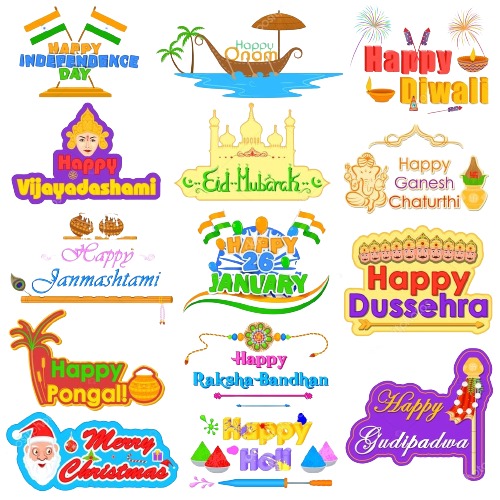 HAPPY
INDEPENDENCE
DAY
Happy
Onam
Happy
Diwali
Happy
Vijayadashami
Eid Mubarak
Happy
Ganesh
Chaturthi
Happy
Janmashtami
HAPPY
26
JANUARY
Happy
Dussehra
Happy
Pongal!
Happy
Raksha-Bandhan
Happy
Gudipadwa
Merry
Christmas
Happy
Holi